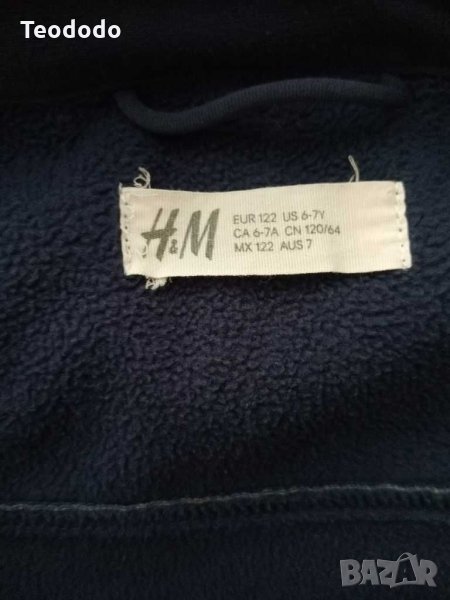 Teododo
H&M
EUR 122 US 6-7Y
CA 6-7A CN 120/64
MX 122 AUS 7
BAZAR